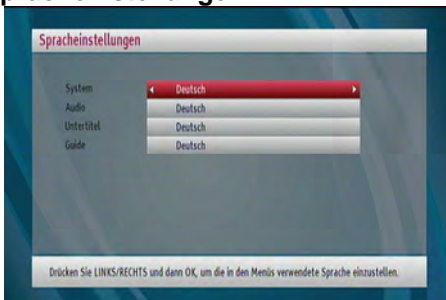 Spracheinstellungen
System Deutsch
Audio Deutsch
Untertitel Deutsch
Guide Deutsch
Drücken Sie LINKS/RECHTS und dann OK, um die in den Menüs verwendete Sprache einzustellen.